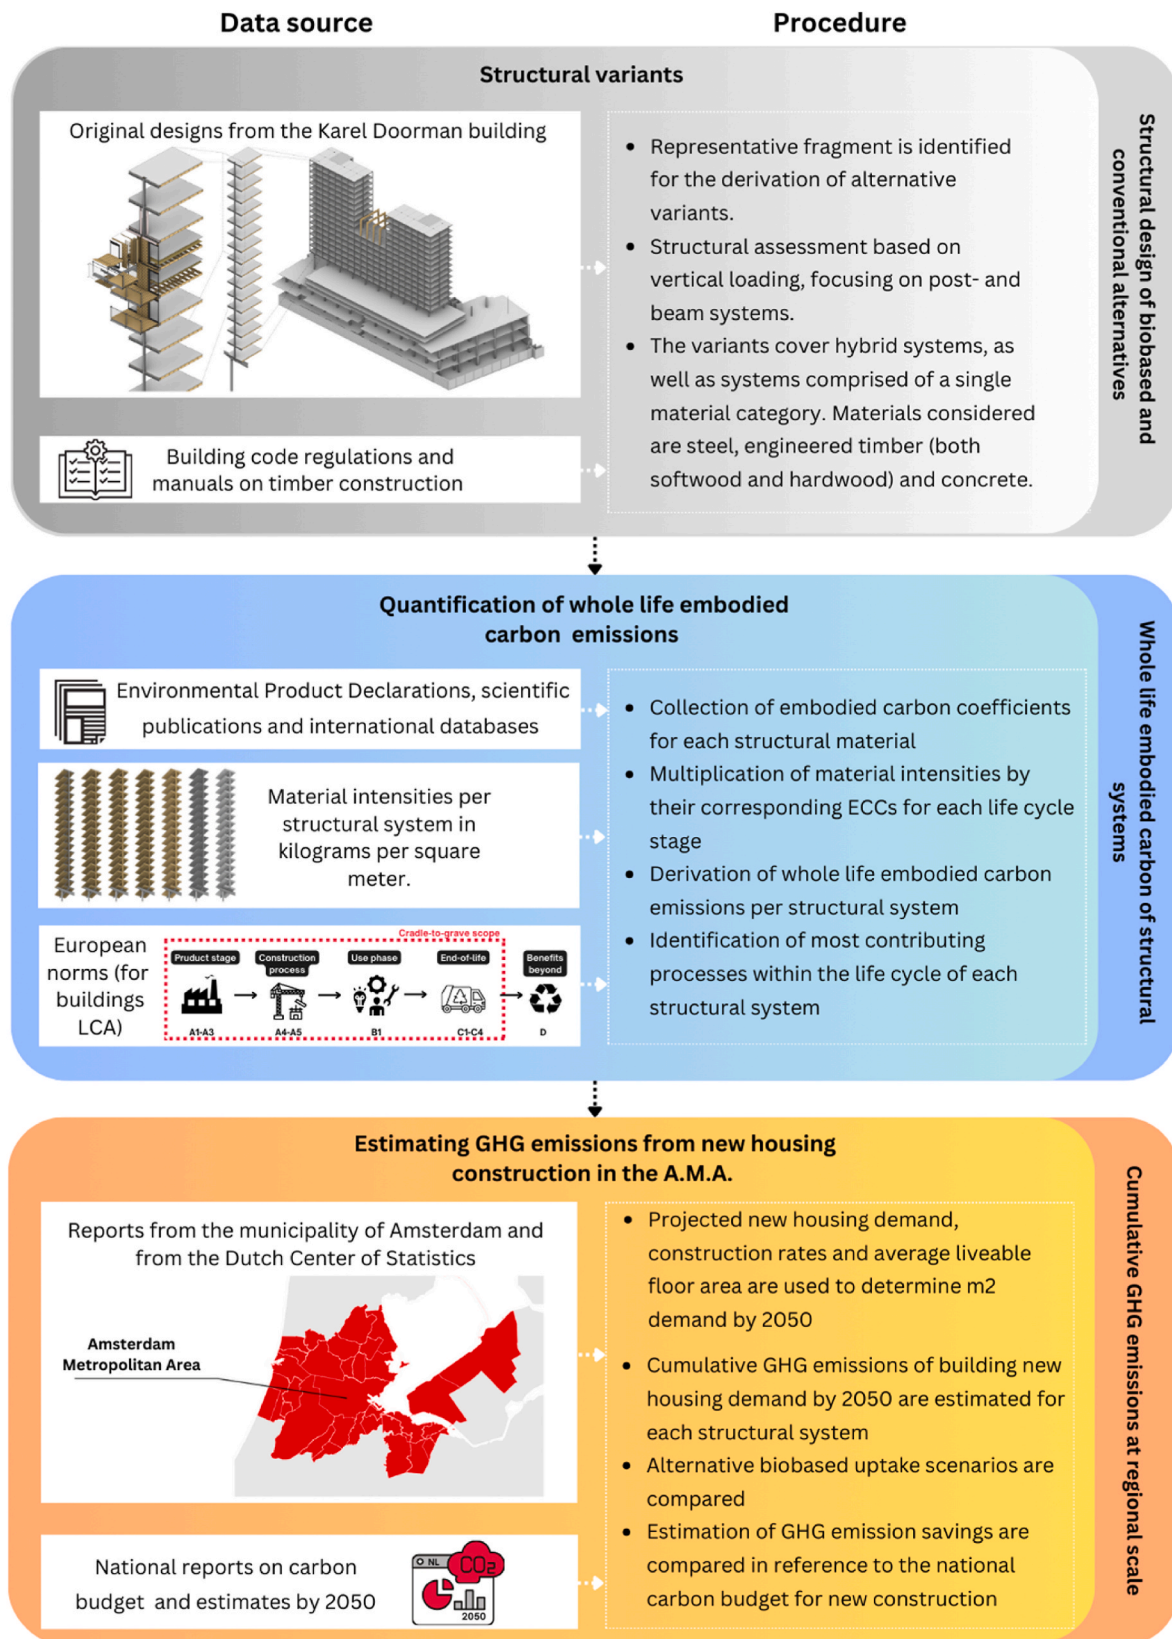 Data source
Procedure
Structural variants
Original designs from the Karel Doorman building
Building code regulations and
manuals on timber construction
• Representative fragment is identified
for the derivation of alternative
variants.
• Structural assessment based on
vertical loading, focusing on post- and
beam systems.
• The variants cover hybrid systems, as
well as systems comprised of a single
material category. Materials considered
are steel, engineered timber (both
softwood and hardwood) and concrete.
Structural design of biobased and
conventional alternatives
Quantification of whole life embodied
carbon emissions
Environmental Product Declarations, scientific
publications and international databases
Material intensities per
structural system in
kilograms per square
meter.
European
norms (for
buildings
LCA)
Cradle-to-grave scope
Product stage
Construction
process
Use phase
End-of-life
Benefits
beyond
A1-A3
A4-A5
B1
C1-C4
D
• Collection of embodied carbon coefficients
for each structural material
• Multiplication of material intensities by
their corresponding ECCs for each life cycle
stage
• Derivation of whole life embodied carbon
emissions per structural system
• Identification of most contributing
processes within the life cycle of each
structural system
Whole life embodied carbon of structural
systems
Estimating GHG emissions from new housing
construction in the A.M.A.
Reports from the municipality of Amsterdam and
from the Dutch Center of Statistics
Amsterdam
Metropolitan Area
National reports on carbon
budget and estimates by 2050
NL
CO2
2050
• Projected new housing demand,
construction rates and average liveable
floor area are used to determine m2
demand by 2050
• Cumulative GHG emissions of building new
housing demand by 2050 are estimated for
each structural system
• Alternative biobased uptake scenarios are
compared
• Estimation of GHG emission savings are
compared in reference to the national
carbon budget for new construction
Cumulative GHG emissions at regional scale